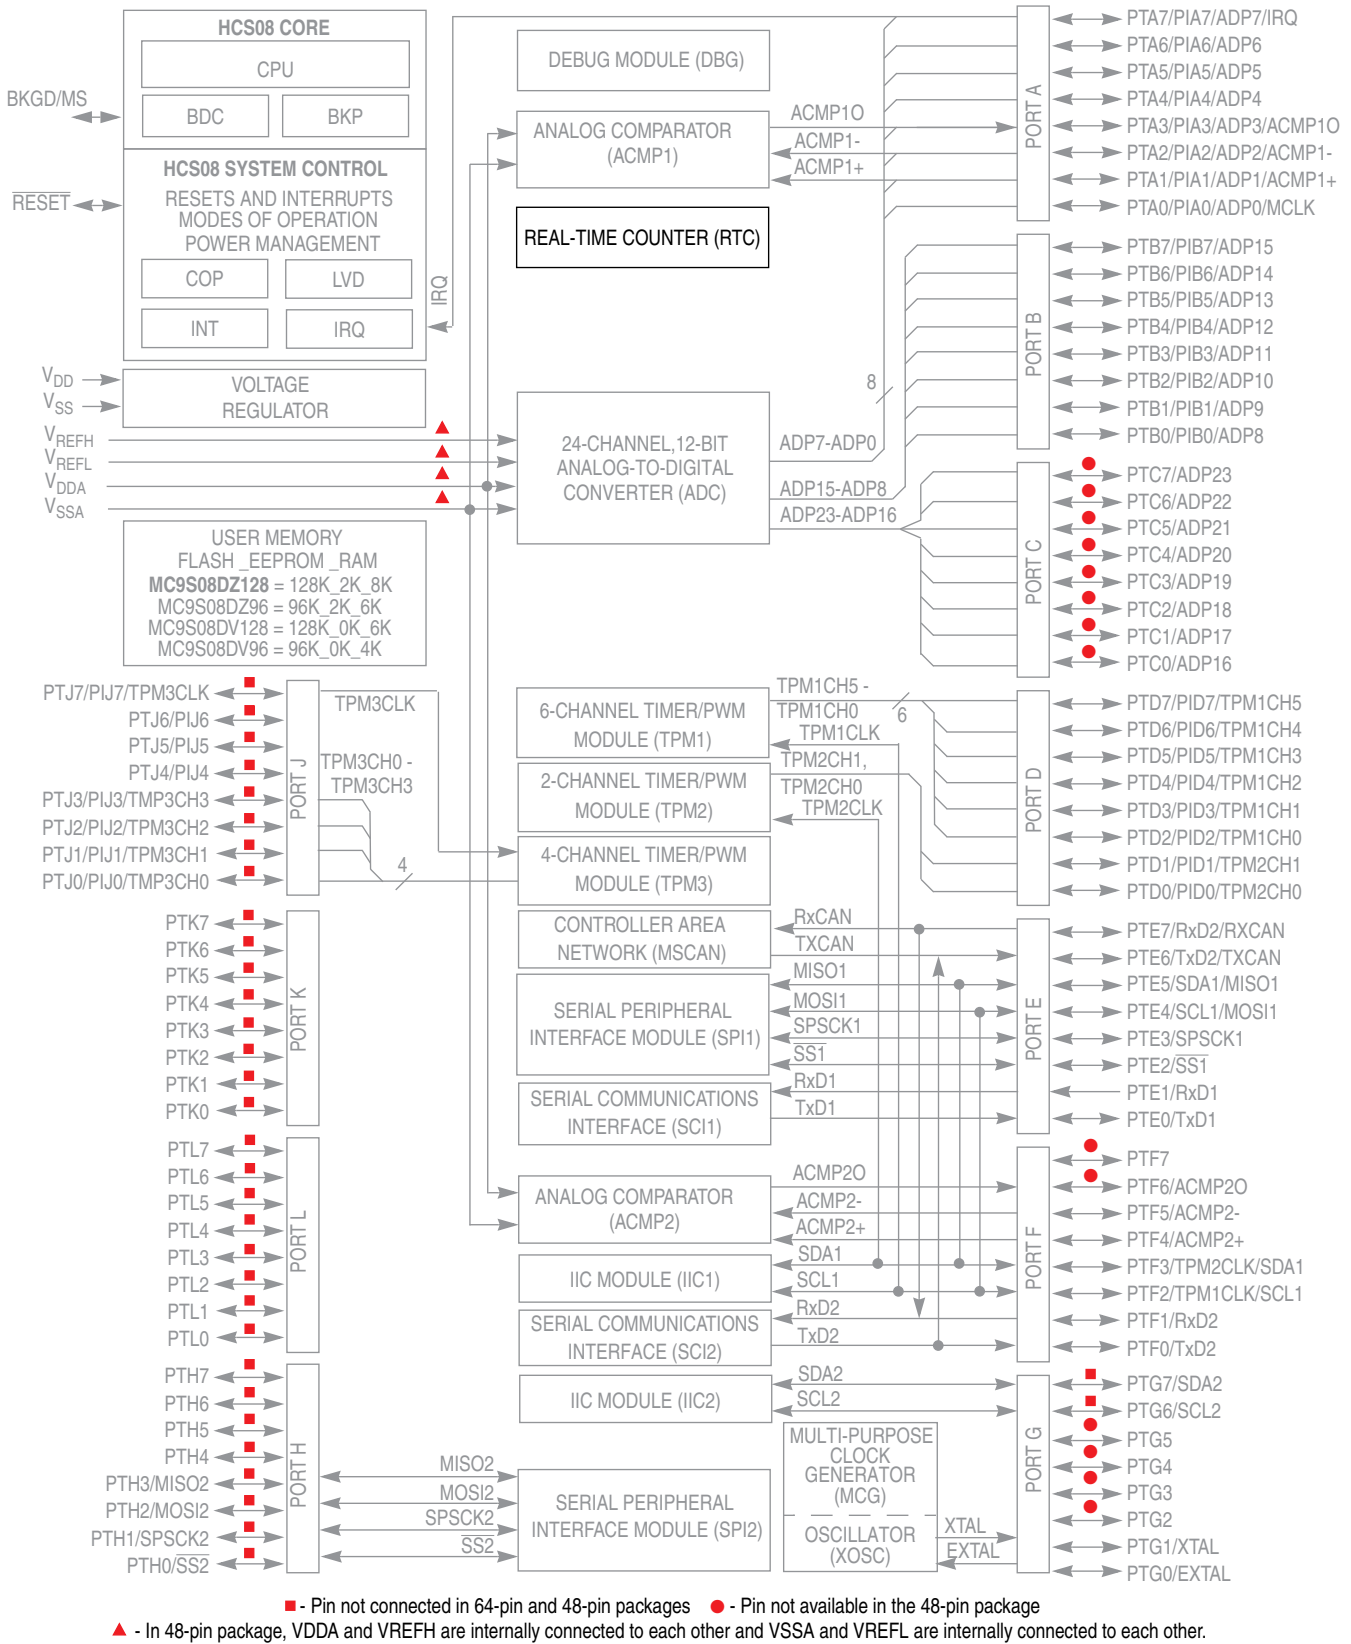 HCS08 CORE
CPU
BDC
BKP
BKGD/MS
HCS08 SYSTEM CONTROL
RESETS AND INTERRUPTS
MODES OF OPERATION
POWER MANAGEMENT
COP
LVD
INT
IRQ
RESET
IRQ
VDD
VSS
VOLTAGE
REGULATOR
VREFH
VREFL
VDDA
VSSA
USER MEMORY
FLASH _EEPROM _RAM
MC9S08DZ128 = 128K_2K_8K
MC9S08DZ96 = 96K_2K_6K
MC9S08DV128 = 128K_0K_6K
MC9S08DV96 = 96K_0K_4K
DEBUG MODULE (DBG)
ANALOG COMPARATOR
(ACMP1)
ACMP1O
ACMP1-
ACMP1+
REAL-TIME COUNTER (RTC)
24-CHANNEL,12-BIT
ANALOG-TO-DIGITAL
CONVERTER (ADC)
8
ADP7-ADP0
ADP15-ADP8
ADP23-ADP16
PORT A
PTA7/PIA7/ADP7/IRQ
PTA6/PIA6/ADP6
PTA5/PIA5/ADP5
PTA4/PIA4/ADP4
PTA3/PIA3/ADP3/ACMP1O
PTA2/PIA2/ADP2/ACMP1-
PTA1/PIA1/ADP1/ACMP1+
PTA0/PIA0/ADP0/MCLK
PORT B
PTB7/PIB7/ADP15
PTB6/PIB6/ADP14
PTB5/PIB5/ADP13
PTB4/PIB4/ADP12
PTB3/PIB3/ADP11
PTB2/PIB2/ADP10
PTB1/PIB1/ADP9
PTB0/PIB0/ADP8
PORT C
PTC7/ADP23
PTC6/ADP22
PTC5/ADP21
PTC4/ADP20
PTC3/ADP19
PTC2/ADP18
PTC1/ADP17
PTC0/ADP16
PTJ7/PIJ7/TPM3CLK
PTJ6/PIJ6
PTJ5/PIJ5
PTJ4/PIJ4
PTJ3/PIJ3/TMP3CH3
PTJ2/PIJ2/TPM3CH2
PTJ1/PIJ1/TPM3CH1
PTJ0/PIJ0/TMP3CH0
PORT J
TPM3CLK
TPM3CH0 -
TPM3CH3
4
6-CHANNEL TIMER/PWM
MODULE (TPM1)
TPM1CH5 -
TPM1CH0
6
TPM1CLK
2-CHANNEL TIMER/PWM
MODULE (TPM2)
TPM2CH1,
TPM2CH0
TPM2CLK
4-CHANNEL TIMER/PWM
MODULE (TPM3)
PORT D
PTD7/PID7/TPM1CH5
PTD6/PID6/TPM1CH4
PTD5/PID5/TPM1CH3
PTD4/PID4/TPM1CH2
PTD3/PID3/TPM1CH1
PTD2/PID2/TPM1CH0
PTD1/PID1/TPM2CH1
PTD0/PID0/TPM2CH0
PTK7
PTK6
PTK5
PTK4
PTK3
PTK2
PTK1
PTK0
PORT K
CONTROLLER AREA
NETWORK (MSCAN)
RxCAN
TXCAN
SERIAL PERIPHERAL
INTERFACE MODULE (SPI1)
MISO1
MOSI1
SPSCK1
SS1
SERIAL COMMUNICATIONS
INTERFACE (SCI1)
RxD1
TxD1
PORT E
PTE7/RxD2/RXCAN
PTE6/TxD2/TXCAN
PTE5/SDA1/MISO1
PTE4/SCL1/MOSI1
PTE3/SPSCK1
PTE2/SS1
PTE1/RxD1
PTE0/TxD1
PTL7
PTL6
PTL5
PTL4
PTL3
PTL2
PTL1
PTL0
PORT L
ANALOG COMPARATOR
(ACMP2)
ACMP2O
ACMP2-
ACMP2+
IIC MODULE (IIC1)
SDA1
SCL1
SERIAL COMMUNICATIONS
INTERFACE (SCI2)
RxD2
TxD2
PORT F
PTF7
PTF6/ACMP2O
PTF5/ACMP2-
PTF4/ACMP2+
PTF3/TPM2CLK/SDA1
PTF2/TPM1CLK/SCL1
PTF1/RxD2
PTF0/TxD2
PTH7
PTH6
PTH5
PTH4
PTH3/MISO2
PTH2/MOSI2
PTH1/SPSCK2
PTH0/SS2
PORT H
MISO2
MOSI2
SPSCK2
SS2
IIC MODULE (IIC2)
SDA2
SCL2
SERIAL PERIPHERAL
INTERFACE MODULE (SPI2)
MULTI-PURPOSE
CLOCK
GENERATOR
(MCG)
OSCILLATOR
(XOSC)
XTAL
EXTAL
PORT G
PTG7/SDA2
PTG6/SCL2
PTG5
PTG4
PTG3
PTG2
PTG1/XTAL
PTG0/EXTAL
- Pin not connected in 64-pin and 48-pin packages
- Pin not available in the 48-pin package
- In 48-pin package, VDDA and VREFH are internally connected to each other and VSSA and VREFL are internally connected to each other.